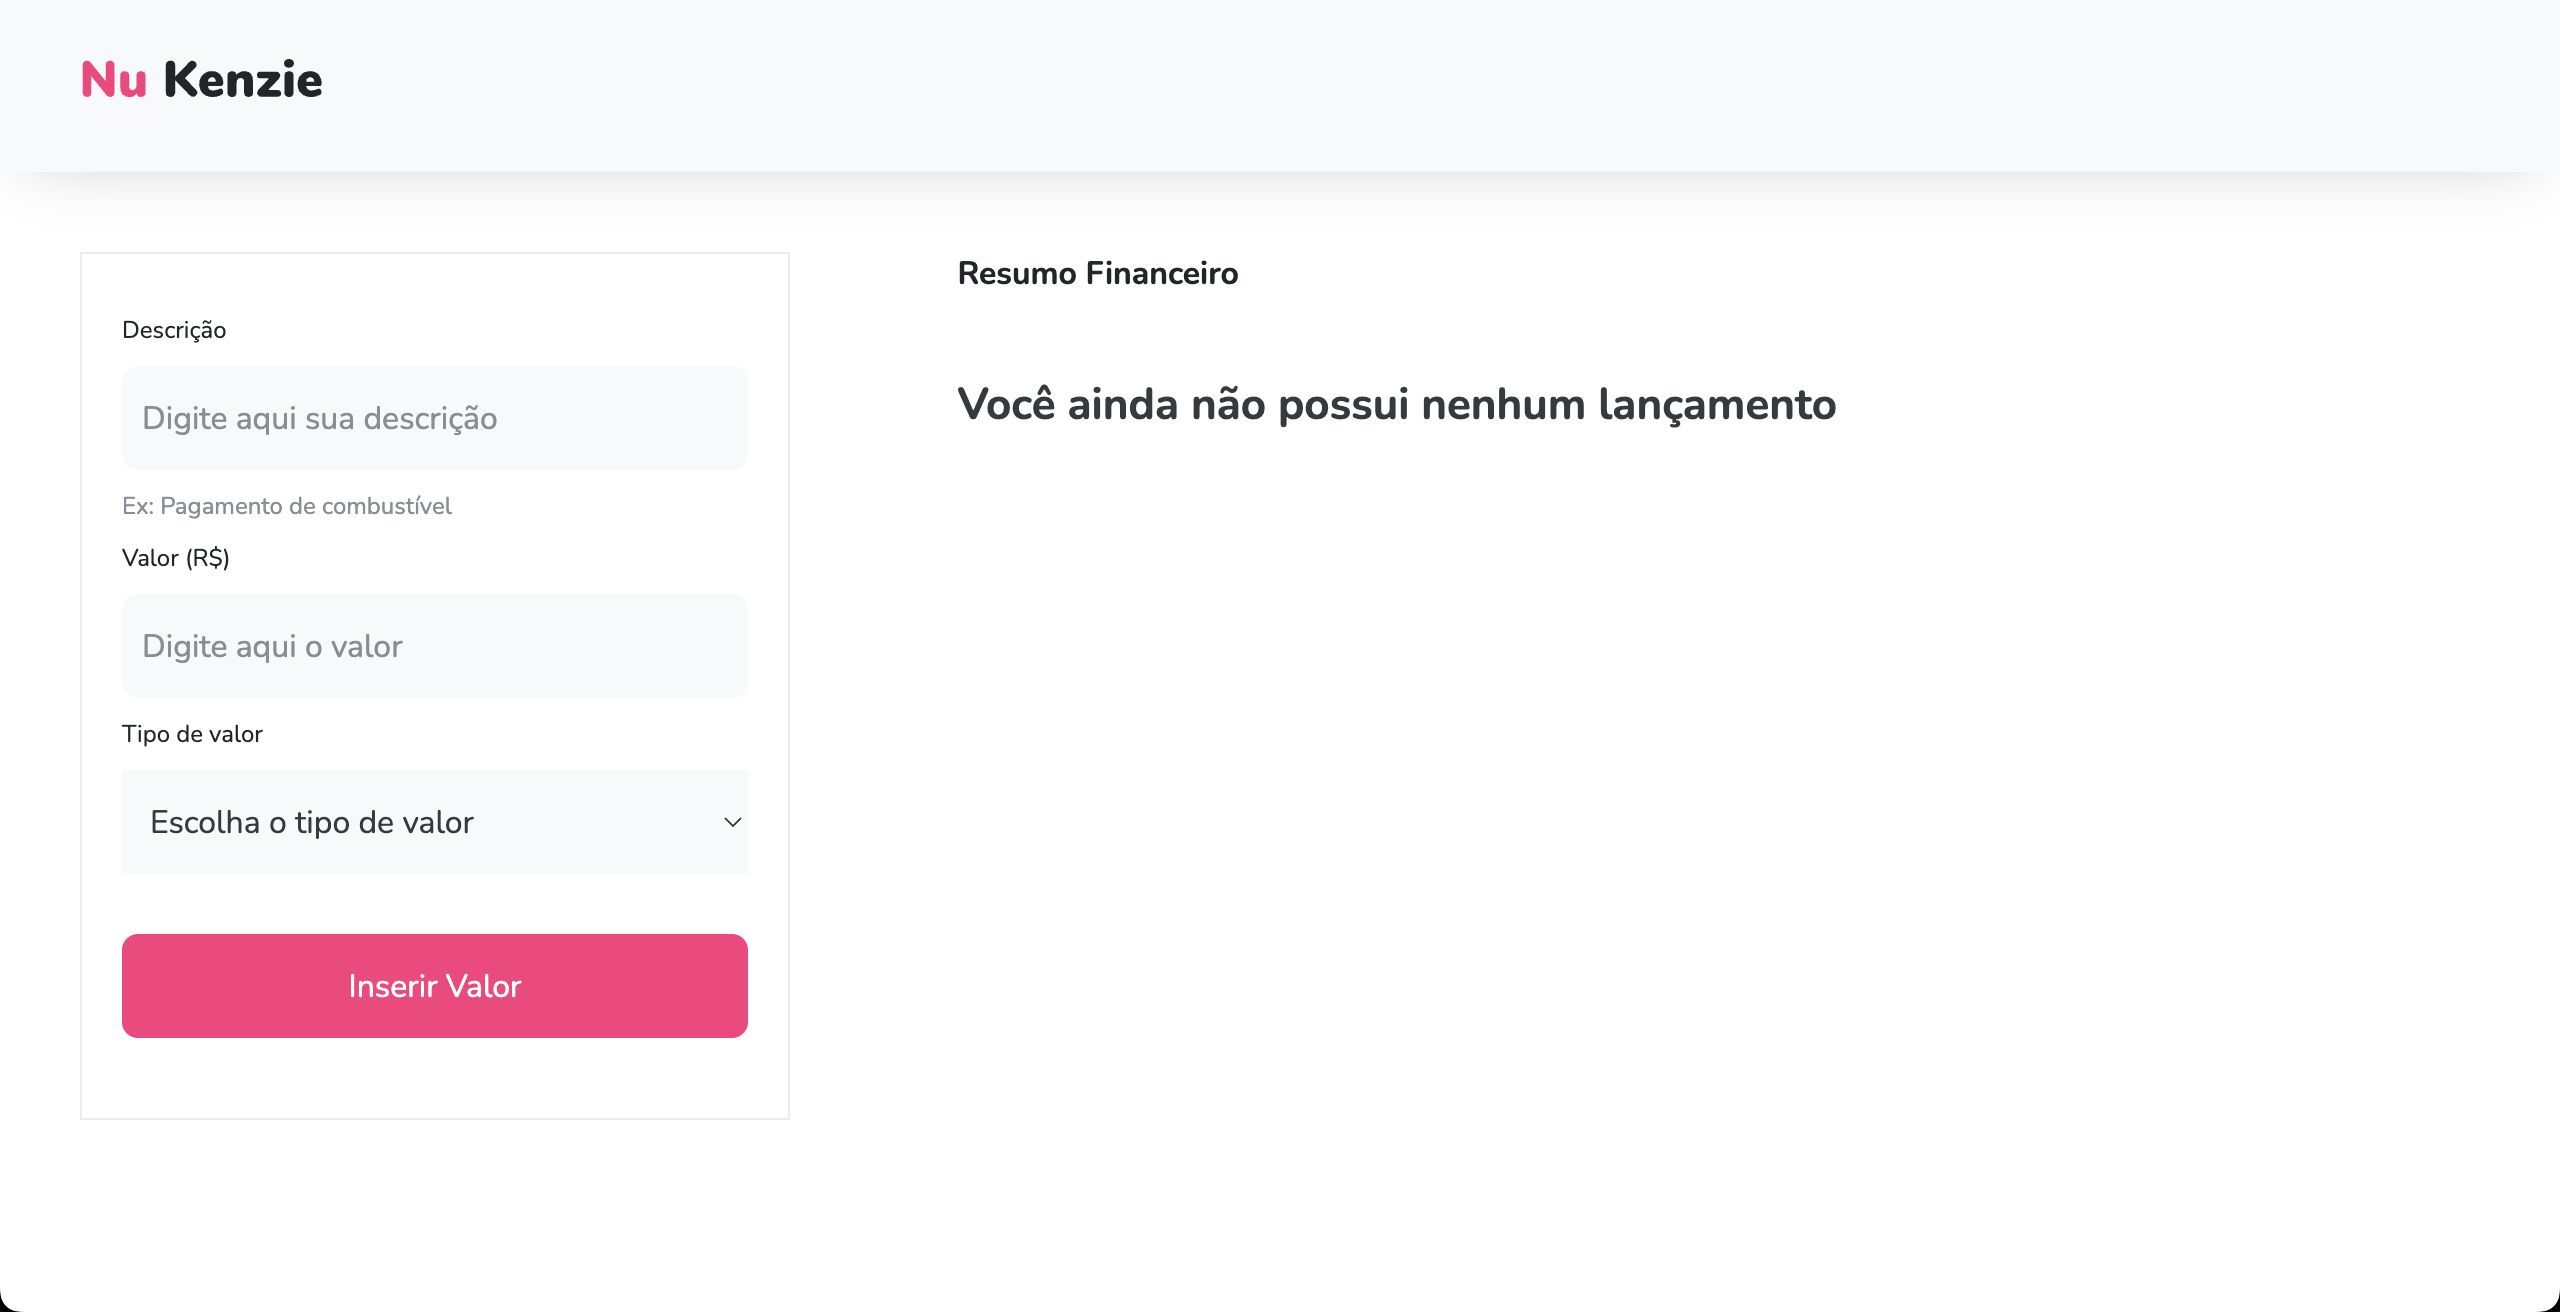 Nu Kenzie
Descrição
Digite aqui sua descrição
Ex: Pagamento de combustível
Valor (R$)
Digite aqui o valor
Tipo de valor
Escolha o tipo de valor
Inserir Valor
Resumo Financeiro
Você ainda não possui nenhum lançamento